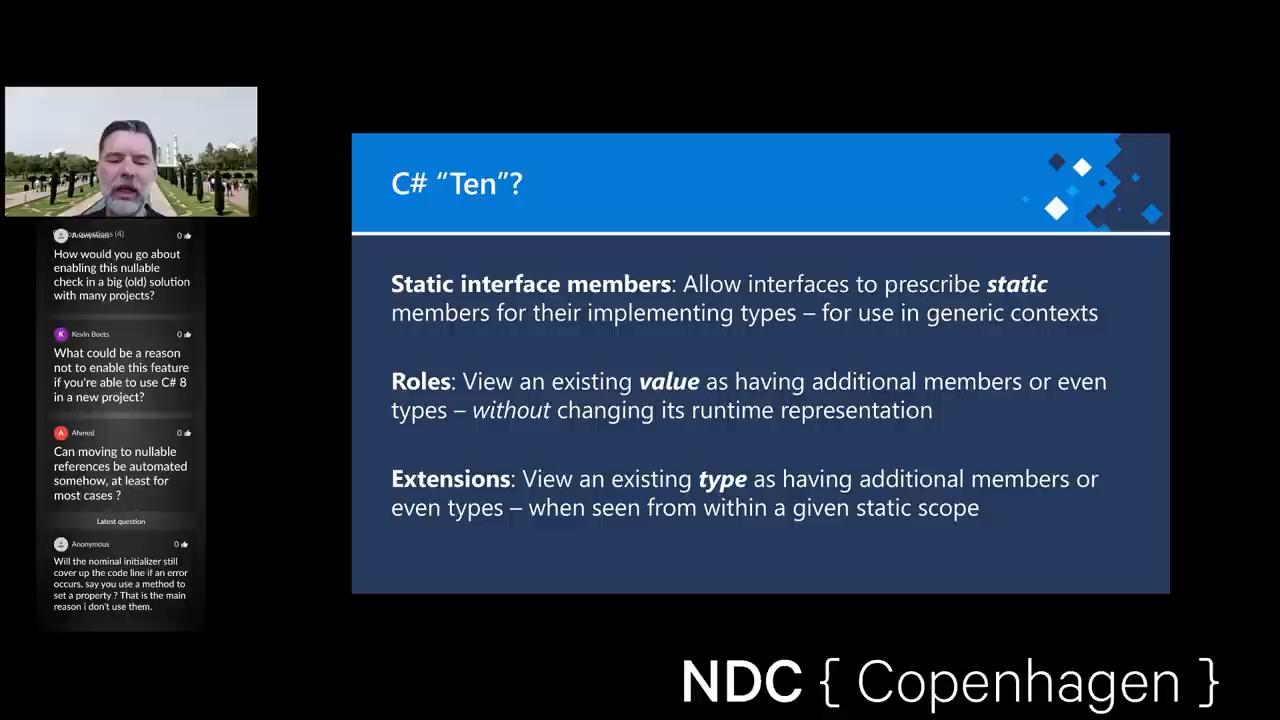 C# “Ten”?
Static interface members: Allow interfaces to prescribe static
members for their implementing types – for use in generic contexts
Roles: View an existing value as having additional members or even
types – without changing its runtime representation
Extensions: View an existing type as having additional members or
even types – when seen from within a given static scope
questions (4)
Anonymous 0
How would you go about
enabling this nullable
check in a big (old) solution
with many projects?
K Kevin Boets 0
What could be a reason
not to enable this feature
if you're able to use C# 8
in a new project?
A Ahmed 0
Can moving to nullable
references be automated
somehow, at least for
most cases ?
Latest question
Anonymous 0
Will the nominal initializer still
cover up the code line if an error
occurs, say you use a method to
set a property ? That is the main
reason i don't use them.
NDC { Copenhagen }